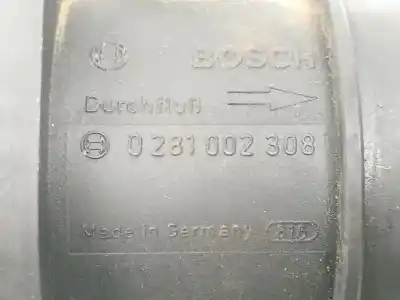 BOSCH
Durchfluß
0 281 002 308
Made in Germany